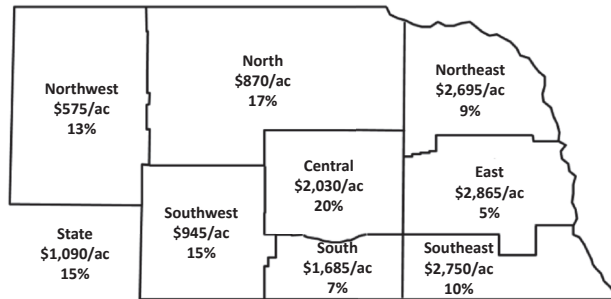 North
$870/ac
17%
Northwest
$575/ac
13%
Northeast
$2,695/ac
9%
Central
$2,030/ac
20%
East
$2,865/ac
5%
Southwest
$945/ac
15%
State
$1,090/ac
15%
South
$1,685/ac
7%
Southeast
$2,750/ac
10%